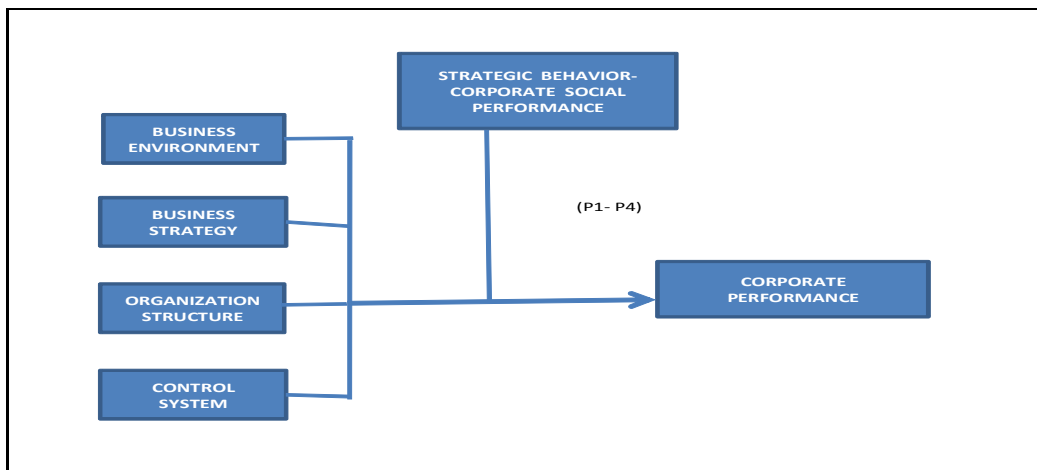 STRATEGIC BEHAVIOR-
CORPORATE SOCIAL
PERFORMANCE
BUSINESS
ENVIRONMENT
BUSINESS
STRATEGY
(P1- P4)
ORGANIZATION
STRUCTURE
CORPORATE
PERFORMANCE
CONTROL
SYSTEM